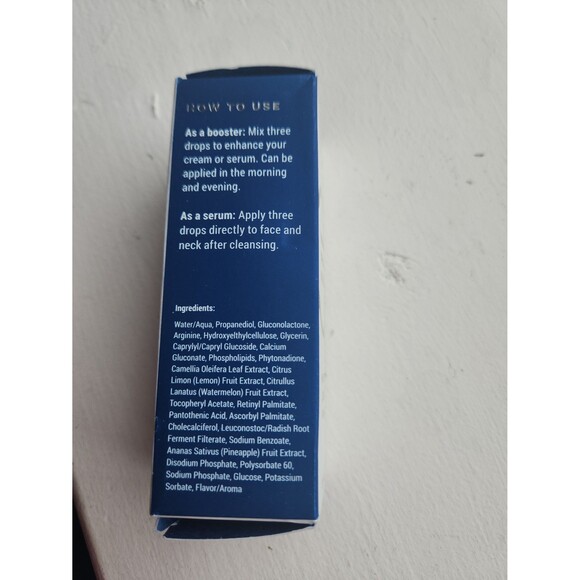 HOW TO USE
As a booster: Mix three
drops to enhance your
cream or serum. Can be
applied in the morning
and evening.
As a serum: Apply three
drops directly to face and
neck after cleansing.
Ingredients:
Water/Aqua, Propanediol, Gluconolactone,
Arginine, Hydroxyelthylcellulose, Glycerin,
Caprylyl/Capryl Glucoside, Calcium
Gluconate, Phospholipids, Phytonadione,
Camellia Oleifera Leaf Extract, Citrus
Limon (Lemon) Fruit Extract, Citrullus
Lanatus (Watermelon) Fruit Extract,
Tocopheryl Acetate, Retinyl Palmitate,
Pantothenic Acid, Ascorbyl Palmitate,
Cholecalciferol, Leuconostoc/Radish Root
Ferment Filterate, Sodium Benzoate,
Ananas Sativus (Pineapple) Fruit Extract,
Disodium Phosphate, Polysorbate 60,
Sodium Phosphate, Glucose, Potassium
Sorbate, Flavor/Aroma